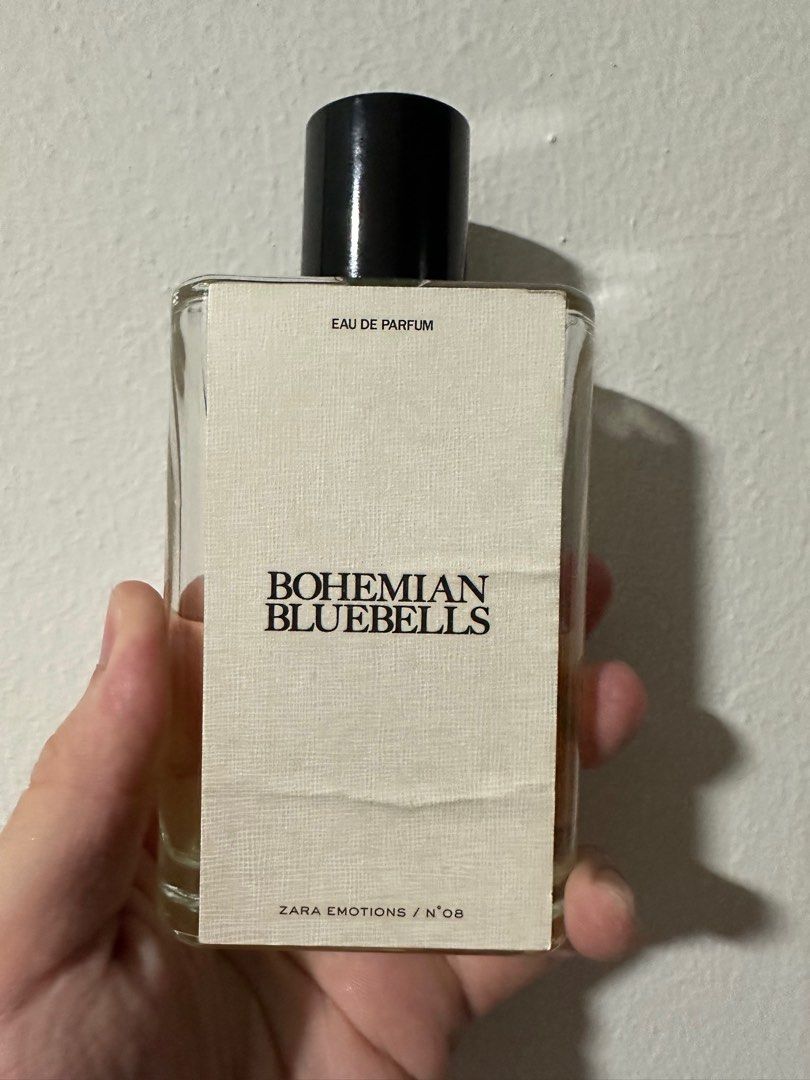 EAU DE PARFUM
BOHEMIAN
BLUEBELLS
ZARA EMOTIONS / N°08